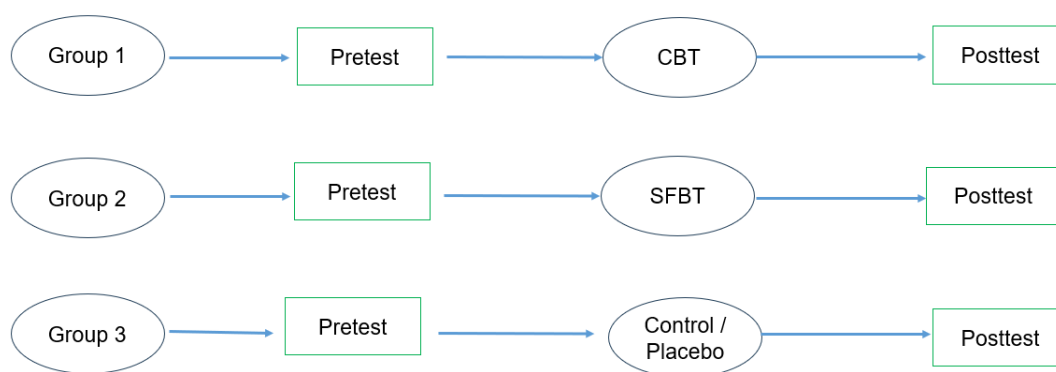 Group 1
Pretest
CBT
Posttest
Group 2
Pretest
SFBT
Posttest
Group 3
Pretest
Control /
Placebo
Posttest